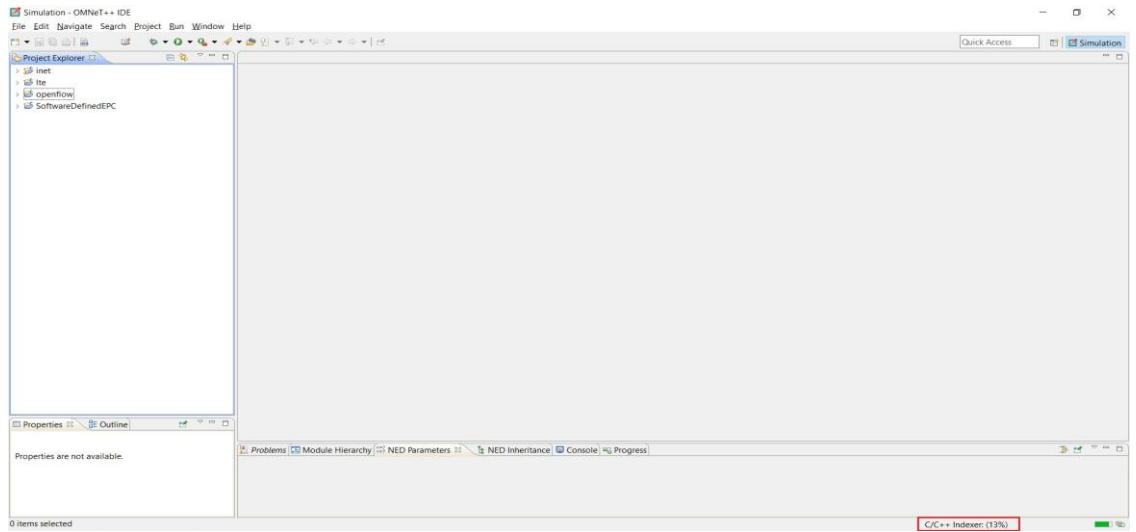 Simulation - OMNeT++ IDE
File Edit Navigate Search Project Run Window Help
Quick Access
Simulation
Project Explorer
inet
lte
openflow
SoftwareDefinedEPC
Properties Outline
Properties are not available.
Problems Module Hierarchy NED Parameters NED Inheritance Console Progress
0 items selected
C/C++ Indexer: (13%)